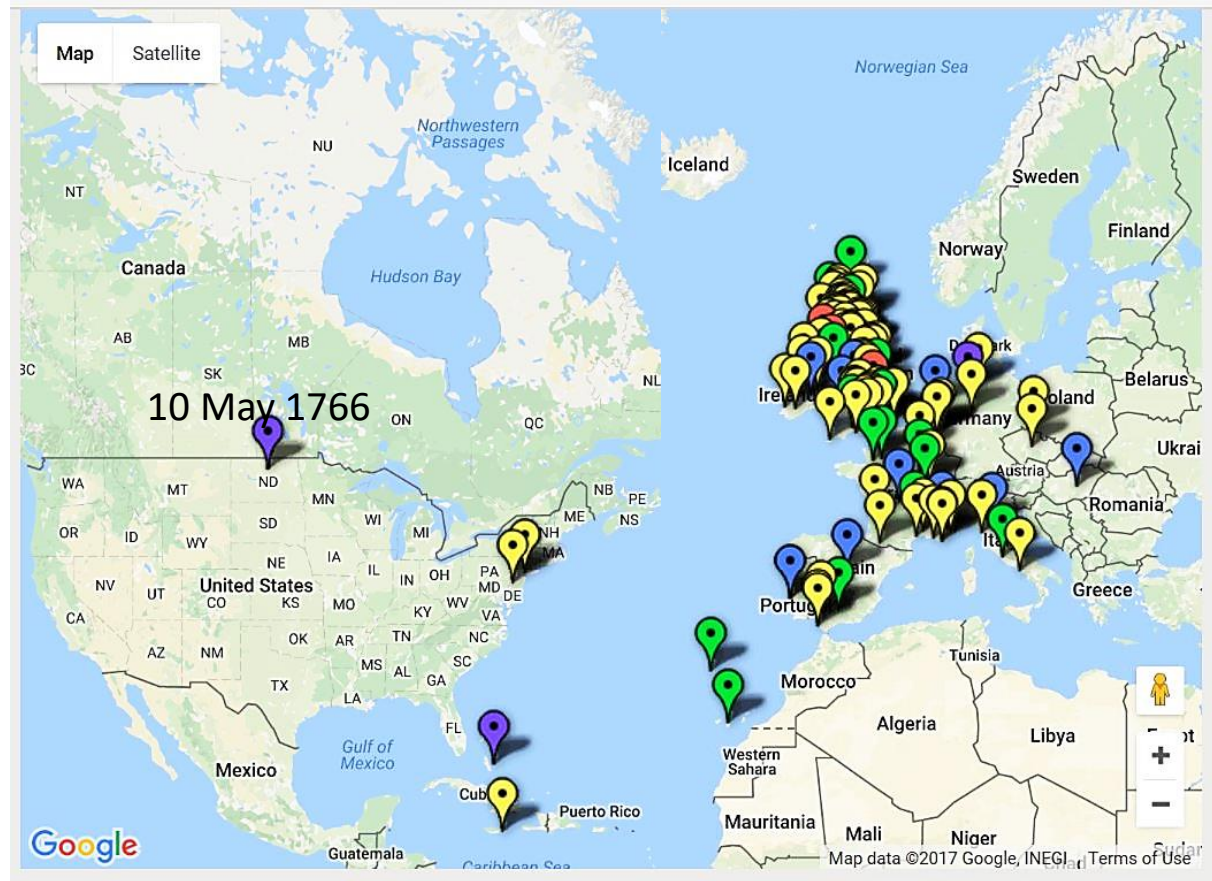 Map Satellite
Norwegian Sea
Northwestern
Passages
NU
Iceland
NT
Sweden
Finland
Norway
Canada
Hudson Bay
AB
MB
SK
NL
Belarus
10 May 1766
ON
QC
Ukrai
Austria
WA
MT
ND
MN
NB
PE
Romania
OR
ID
SD
WI
MI
ME
NS
NH
WY
MA
NE
IA
IL
IN
OH
PA
NV
UT
United States
MD
DE
CO
KS
MO
WV
Greece
CA
KY
VA
OK
AR
TN
NC
AZ
NM
MS
AL
SC
Tunisia
TX
GA
Morocco
LA
FL
Algeria
Gulf of
Mexico
Libya
Western
Sahara
Mexico
Puerto Rico
Mauritania
Mali
Niger
Google
Guatemala
Caribbean Sea
Map data ©2017 Google, INEGI Terms of Use